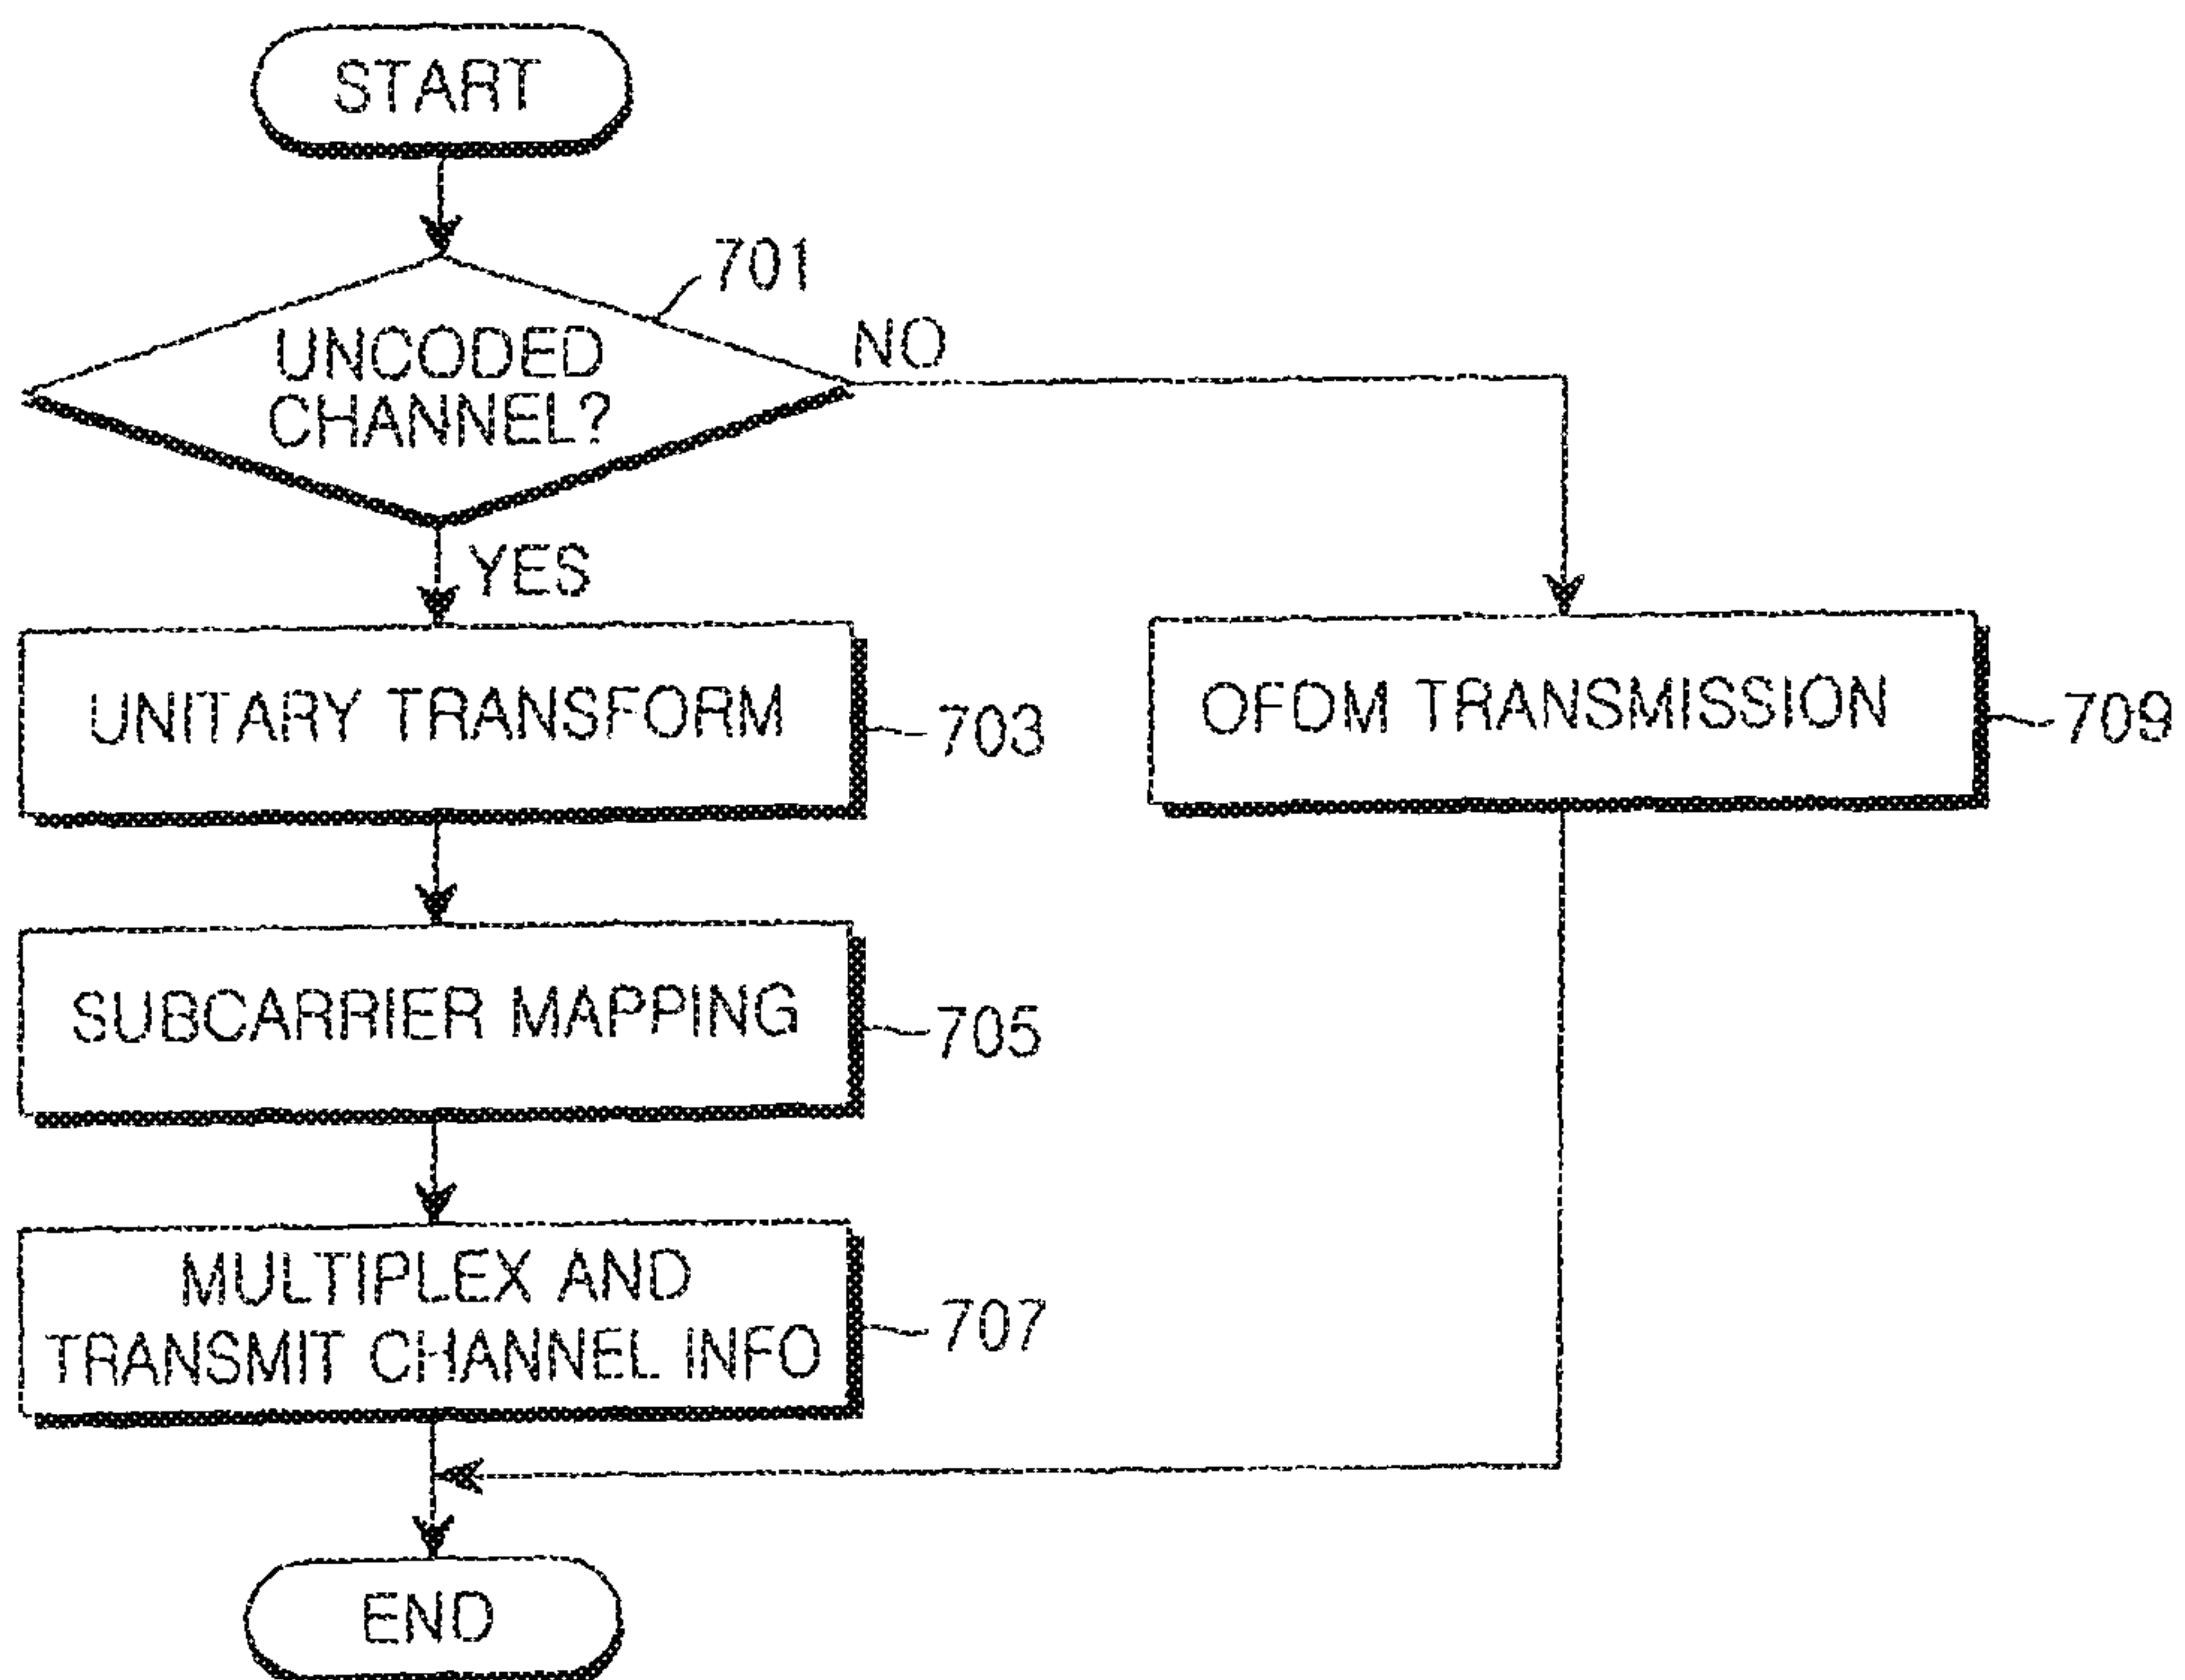 START
701
UNCODED
CHANNEL?
NO
YES
UNITARY TRANSFORM
703
OFDM TRANSMISSION
709
SUBCARRIER MAPPING
705
MULTIPLEX AND
TRANSMIT CHANNEL INFO
707
END